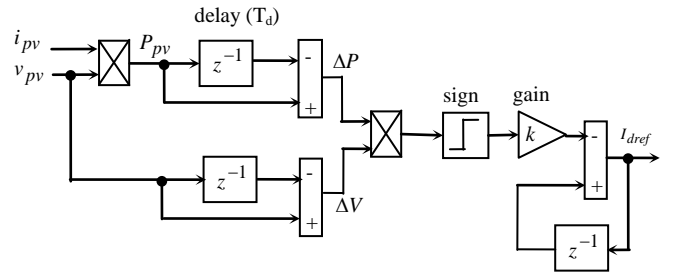 delay (T_d)
i_pv
P_pv
z⁻¹
-
ΔP
v_pv
+
sign
gain
k
-
I_dref
z⁻¹
-
+
ΔV
+
z⁻¹